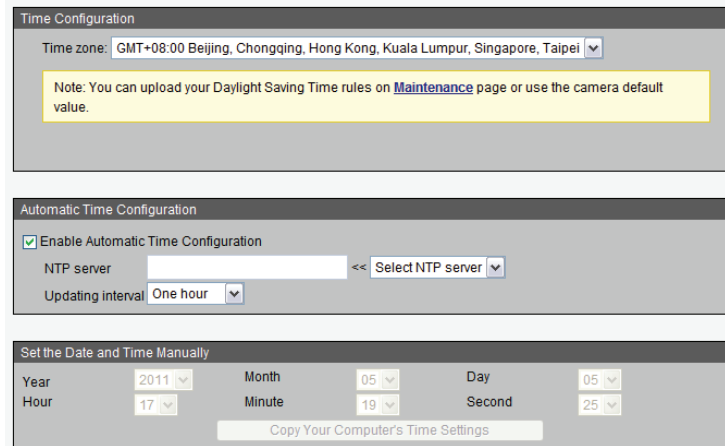 Time Configuration
Time zone: GMT+08:00 Beijing, Chongqing, Hong Kong, Kuala Lumpur, Singapore, Taipei
Note: You can upload your Daylight Saving Time rules on Maintenance page or use the camera default
value.
Automatic Time Configuration
Enable Automatic Time Configuration
NTP server << Select NTP server
Updating interval One hour
Set the Date and Time Manually
Year 2011 Month 05 Day 05
Hour 17 Minute 19 Second 25
Copy Your Computer's Time Settings